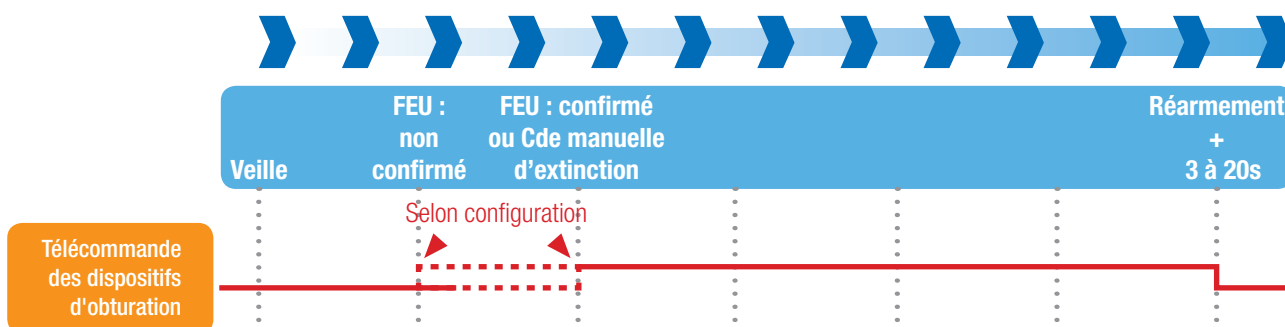 FEU :
non
confirmé
FEU : confirmé
ou Cde manuelle
d'extinction
Réarmement
+
3 à 20s
Veille
Selon configuration
Télécommande
des dispositifs
d'obturation